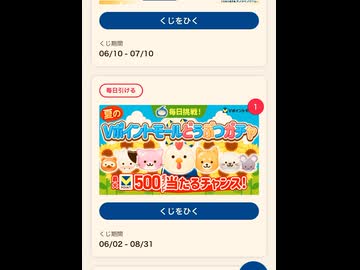 くじをひく
くじ期間
06/10 - 07/10
毎日引ける
1
毎日挑戦!
夏の
Vポイントモールどうぶつガチャ
最高
500
当たるチャンス!
くじをひく
くじ期間
06/02 - 08/31